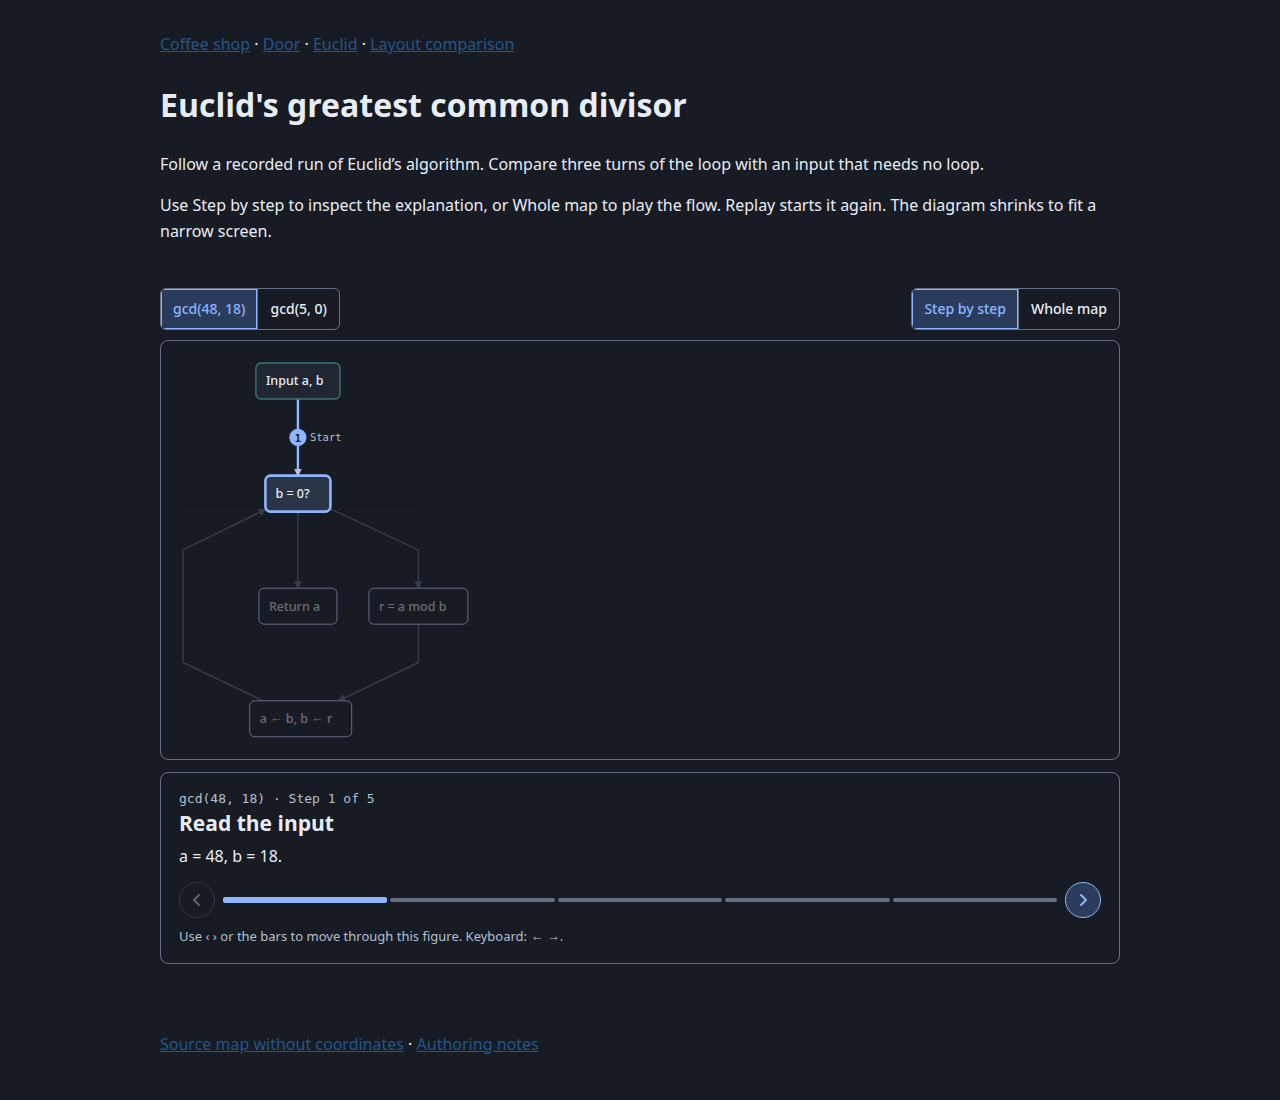 Coffee shop · Door · Euclid · Layout comparison
Euclid's greatest common divisor
Follow a recorded run of Euclid’s algorithm. Compare three turns of the loop with an input that needs no loop.
Use Step by step to inspect the explanation, or Whole map to play the flow. Replay starts it again. The diagram shrinks to fit a
narrow screen.
gcd(48, 18) gcd(5, 0) Step by step Whole map
Input a, b
1 Start
b = 0?
Return a r = a mod b
a ← b, b ← r
gcd(48, 18) · Step 1 of 5
Read the input
a = 48, b = 18.
Use ‹ › or the bars to move through this figure. Keyboard: ← →.
Source map without coordinates · Authoring notes